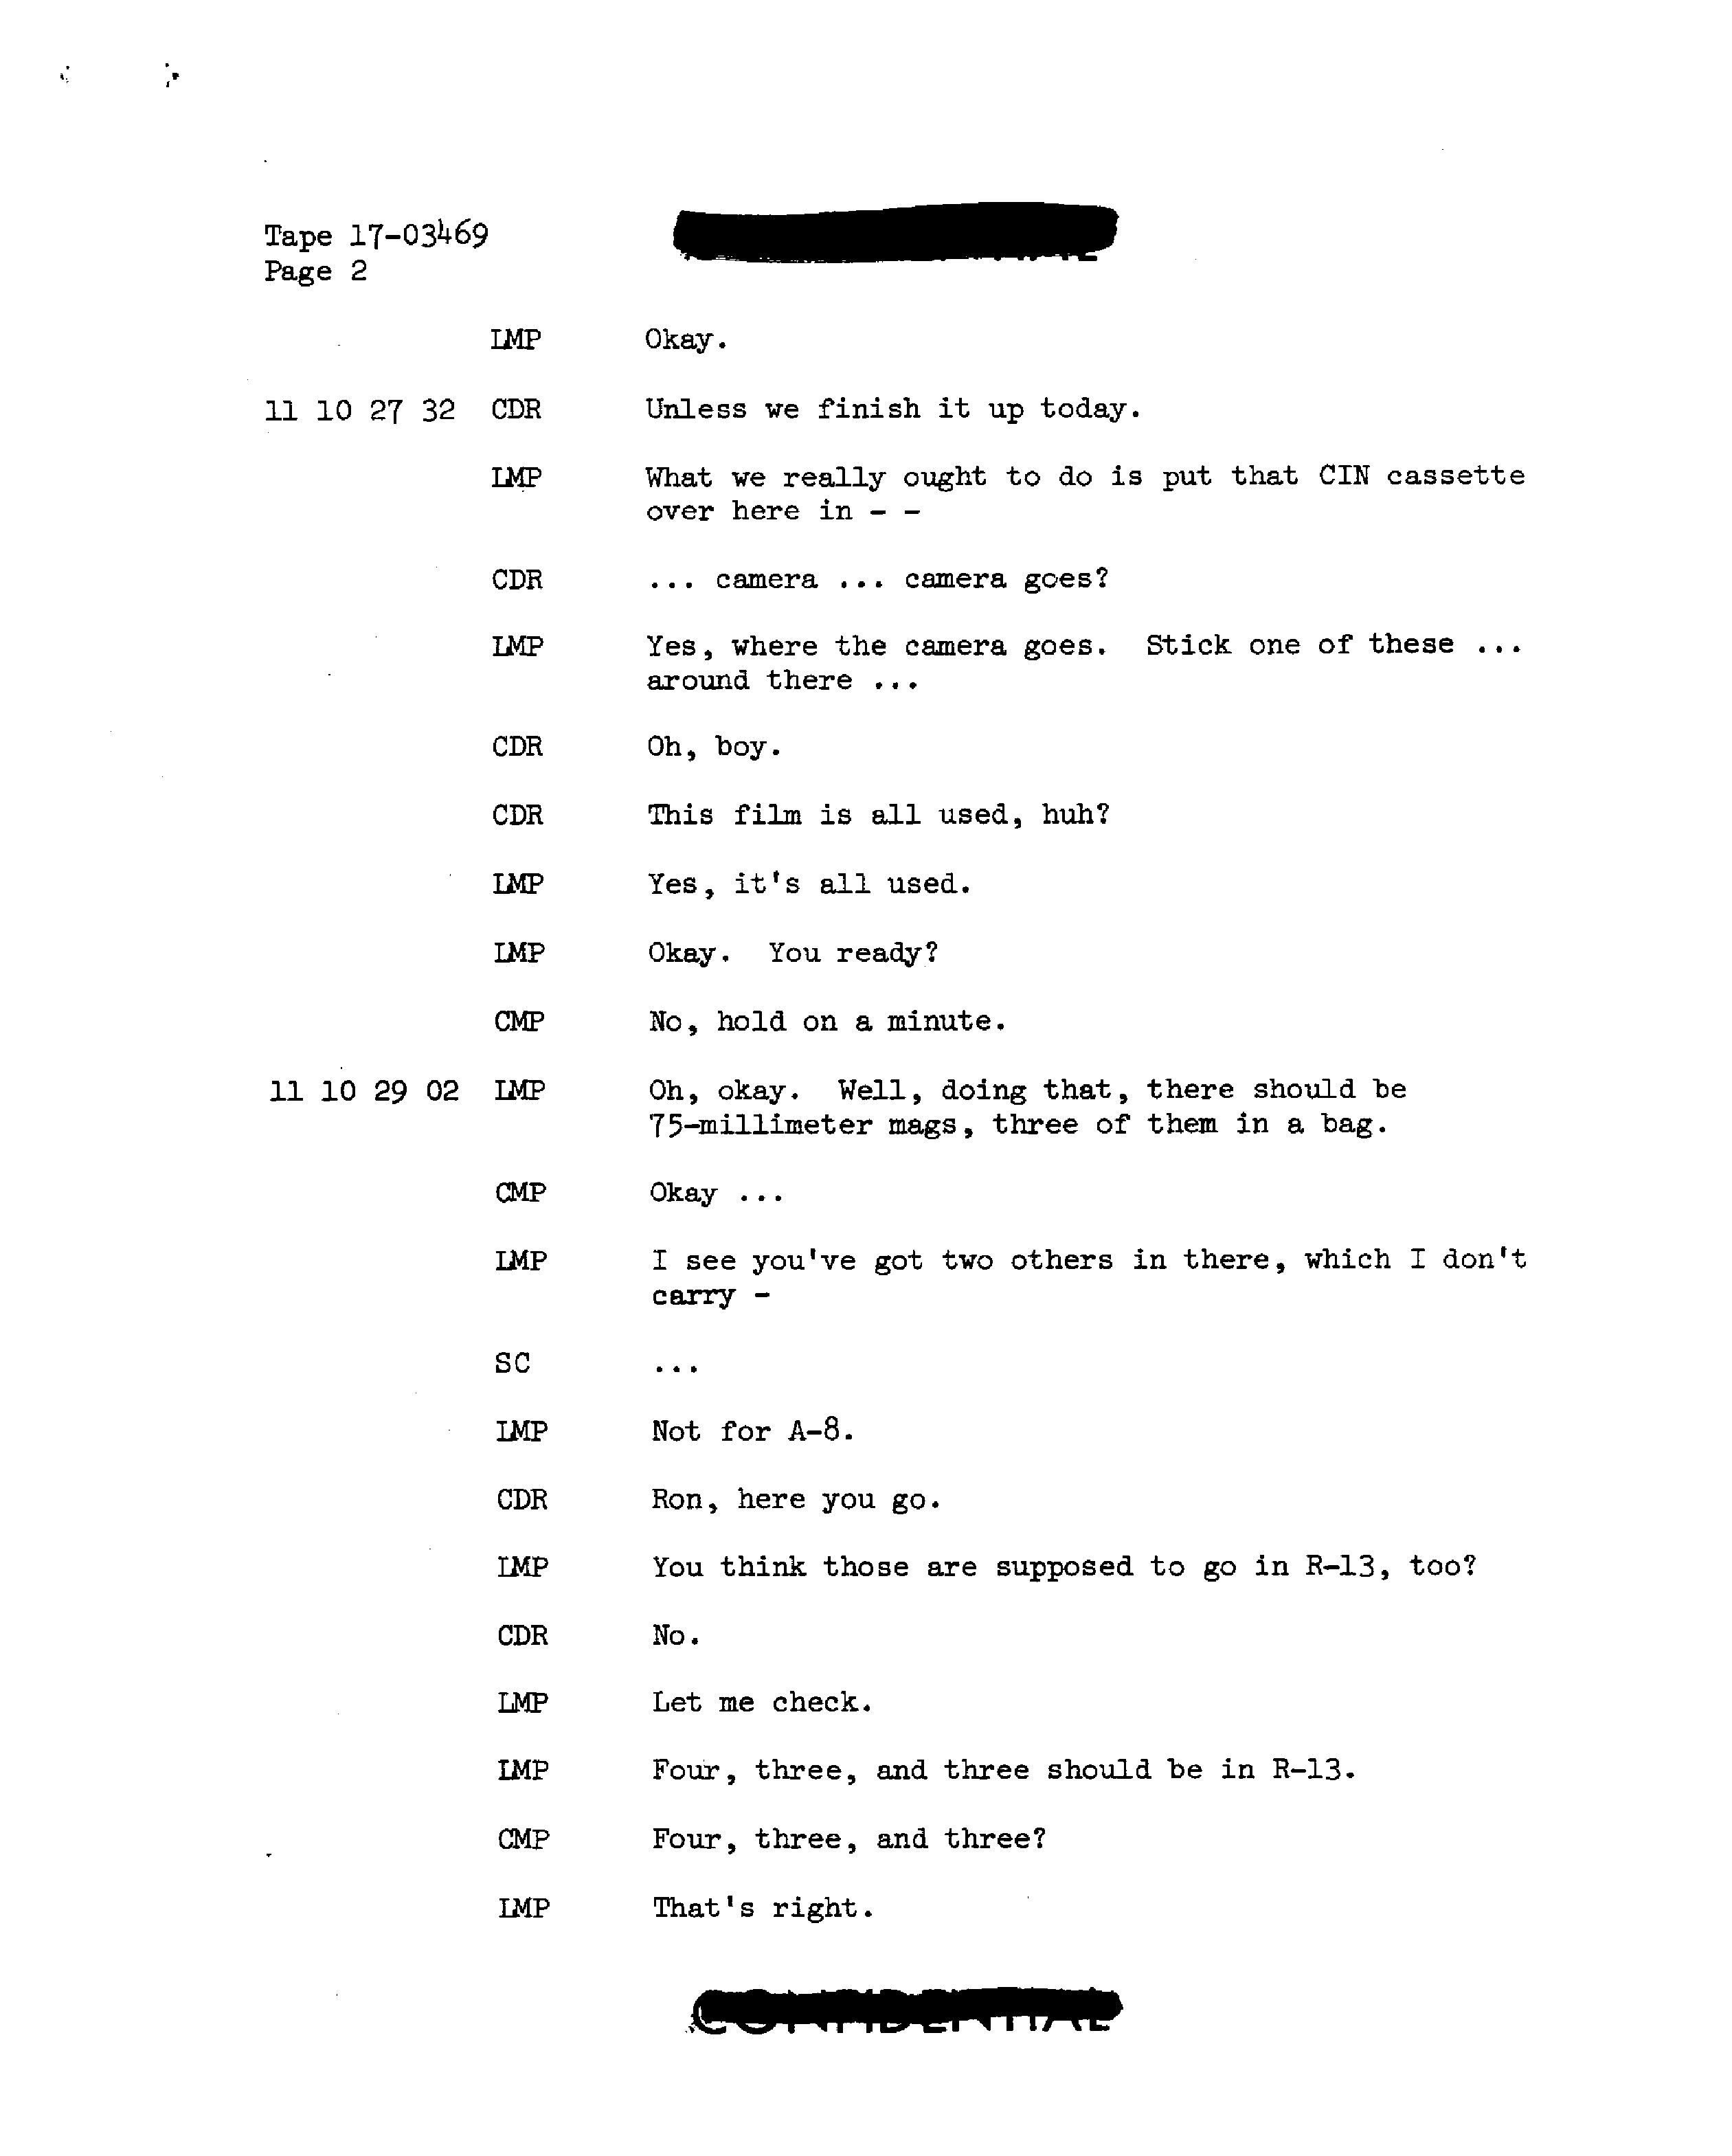 Tape 17-03469
Page 2
LMP Okay.
11 10 27 32 CDR Unless we finish it up today.
LMP What we really ought to do is put that CIN cassette
over here in - -
CDR ... camera ... camera goes?
LMP Yes, where the camera goes. Stick one of these ...
around there ...
CDR Oh, boy.
CDR This film is all used, huh?
LMP Yes, it's all used.
LMP Okay. You ready?
CMP No, hold on a minute.
11 10 29 02 LMP Oh, okay. Well, doing that, there should be
75-millimeter mags, three of them in a bag.
CMP Okay ...
LMP I see you've got two others in there, which I don't
carry -
SC ...
LMP Not for A-8.
CDR Ron, here you go.
LMP You think those are supposed to go in R-13, too?
CDR No.
LMP Let me check.
LMP Four, three, and three should be in R-13.
CMP Four, three, and three?
LMP That's right.
CONFIDENTIAL